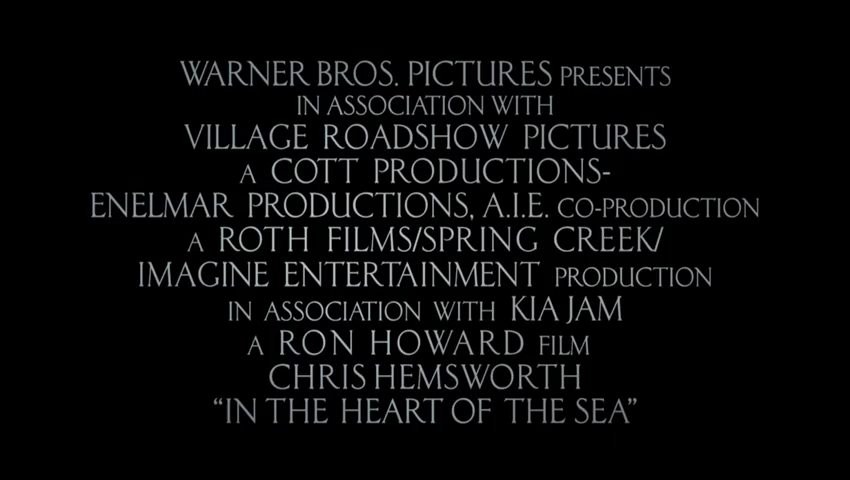 WARNER BROS. PICTURES PRESENTS
IN ASSOCIATION WITH
VILLAGE ROADSHOW PICTURES
A COTT PRODUCTIONS-
ENELMAR PRODUCTIONS, A.I.E. CO-PRODUCTION
A ROTH FILMS/SPRING CREEK/
IMAGINE ENTERTAINMENT PRODUCTION
IN ASSOCIATION WITH KIA JAM
A RON HOWARD FILM
CHRIS HEMSWORTH
“IN THE HEART OF THE SEA”